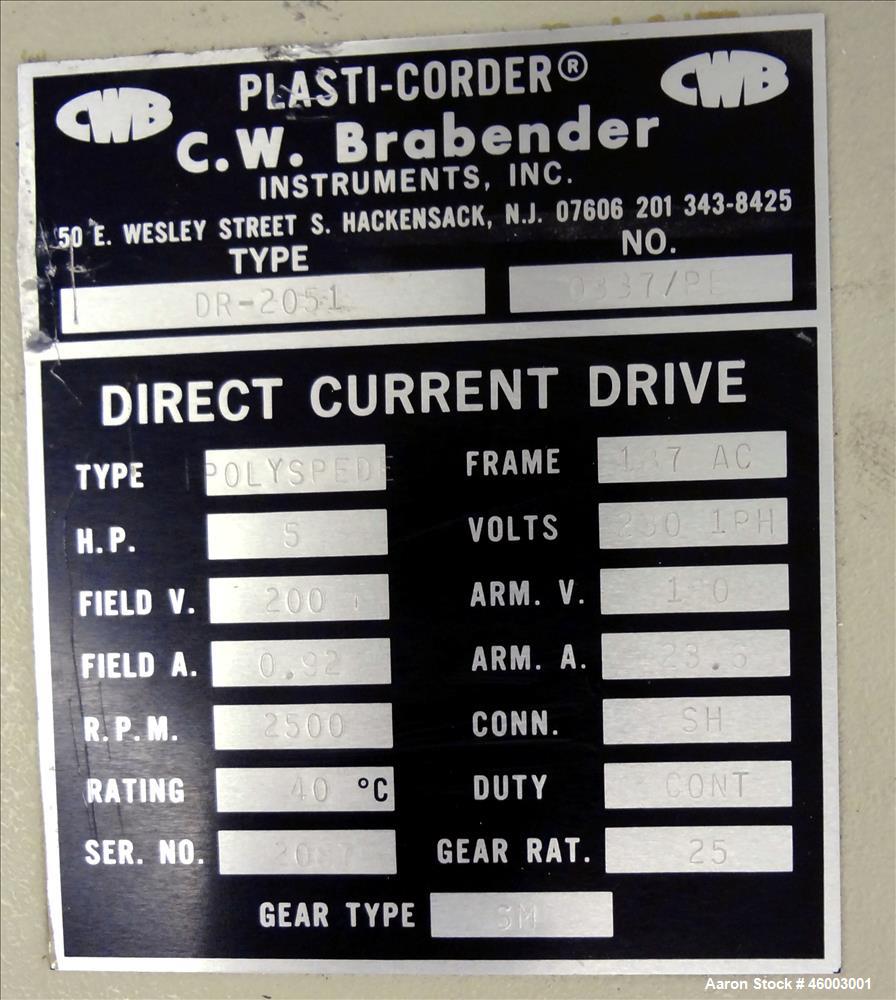 CWB PLASTI-CORDER® CWB
C.W. Brabender
INSTRUMENTS, INC.
50 E. WESLEY STREET S. HACKENSACK, N.J. 07606 201 343-8425
TYPE NO.
DR-2051
DIRECT CURRENT DRIVE
TYPE POLYSPEDE FRAME AC
H.P. 5 VOLTS 1PH
FIELD V. 200 ARM. V.
FIELD A. 0.92 ARM. A.
R.P.M. 2500 CONN. SH
RATING 40 °C DUTY CONT
SER. NO. GEAR RAT. 25
GEAR TYPE SM
Aaron Stock # 46003001